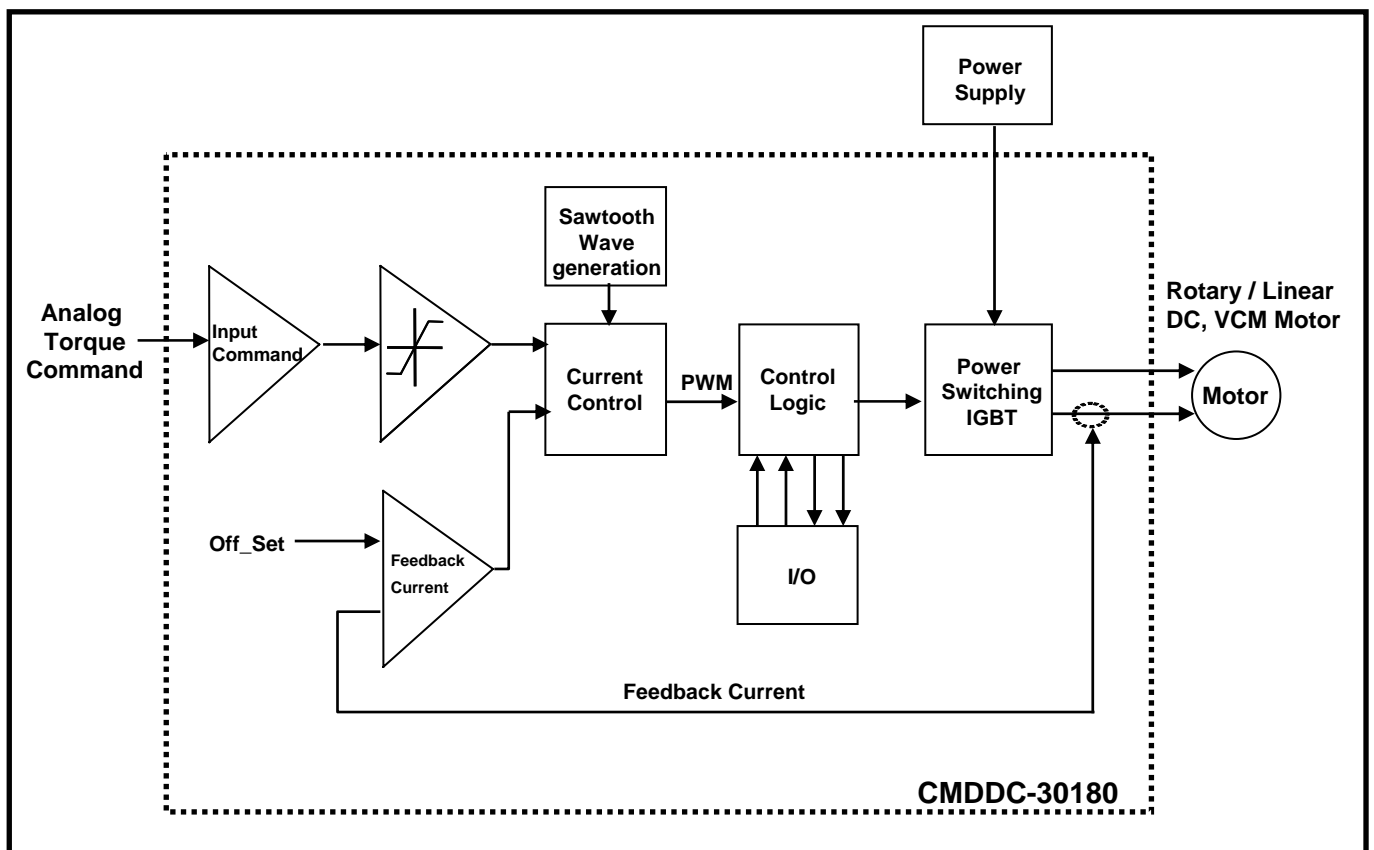 Power
Supply
Sawtooth
Wave
generation
Rotary / Linear
DC, VCM Motor
Analog
Torque
Command
Input
Command
Current
Control
PWM
Control
Logic
Power
Switching
IGBT
Motor
Off_Set
Feedback
Current
I/O
Feedback Current
CMDDC-30180